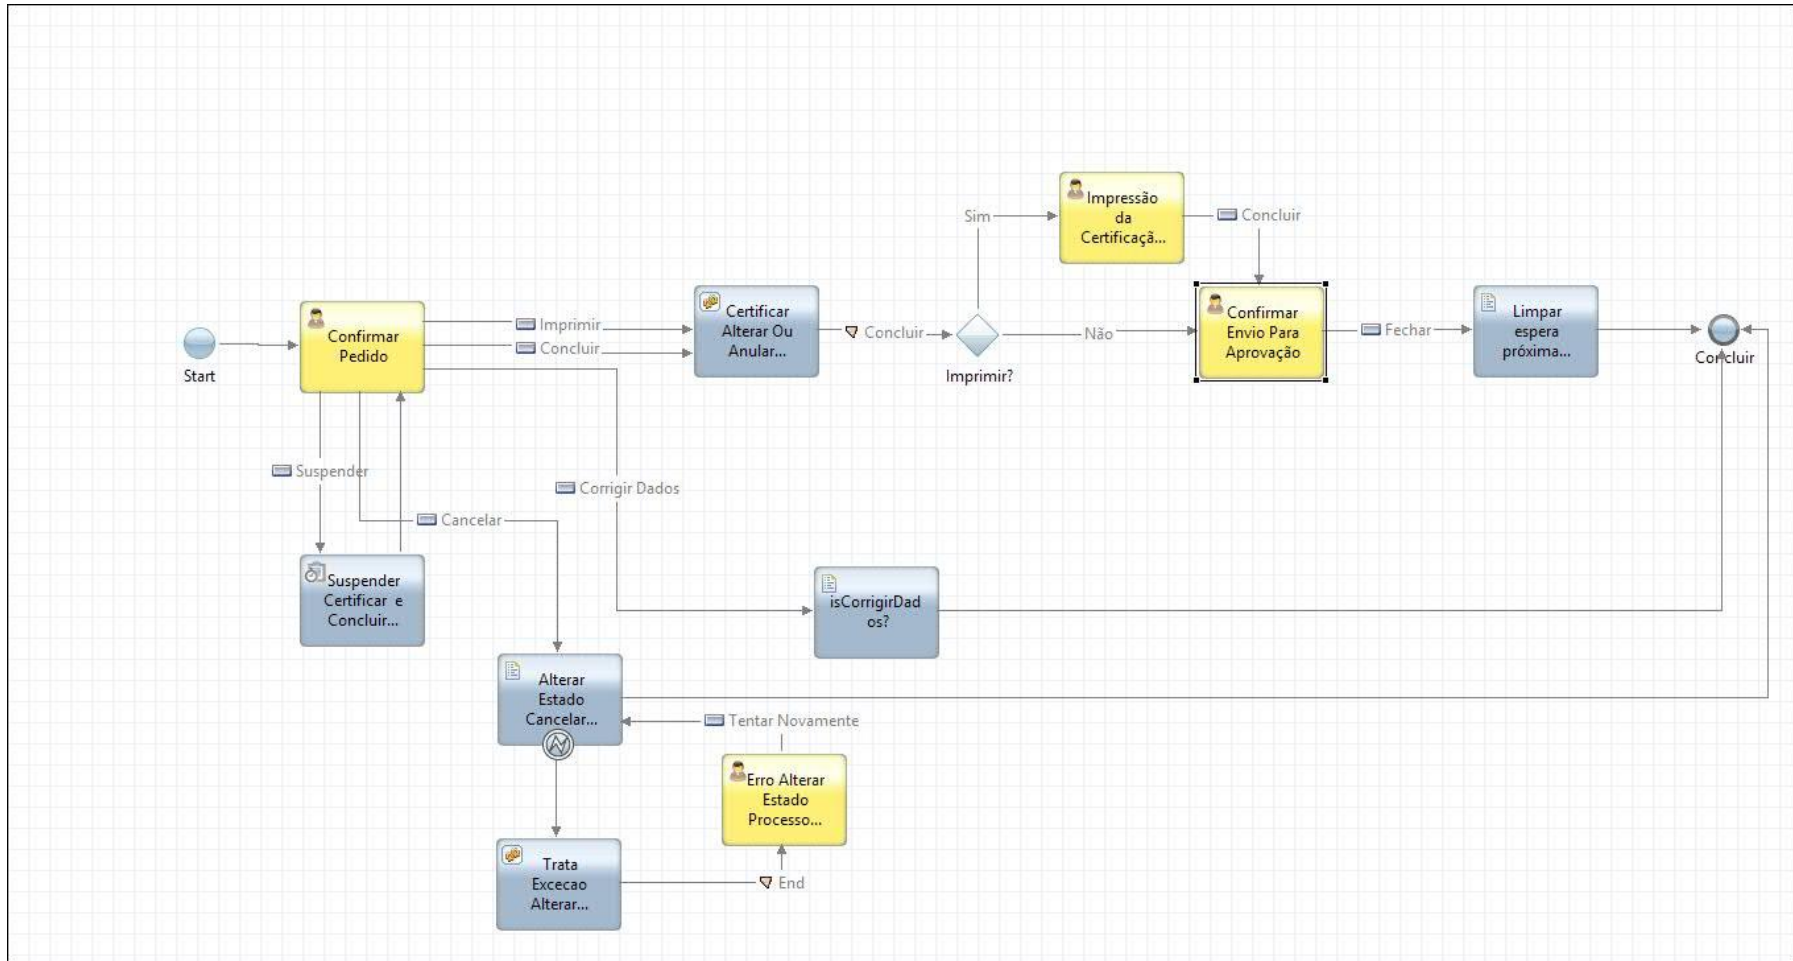 Impressão
da
Certificaçã...
Sim
Concluir
Confirmar
Pedido
Imprimir
Concluir
Certificar
Alterar Ou
Anular...
Concluir
Imprimir?
Não
Confirmar
Envio Para
Aprovação
Fechar
Limpar
espera
próxima...
Concluir
Start
Suspender
Corrigir Dados
Cancelar
Suspender
Certificar e
Concluir...
isCorrigirDad
os?
Alterar
Estado
Cancelar...
Tentar Novamente
Erro Alterar
Estado
Processo...
Trata
Excecao
Alterar...
End